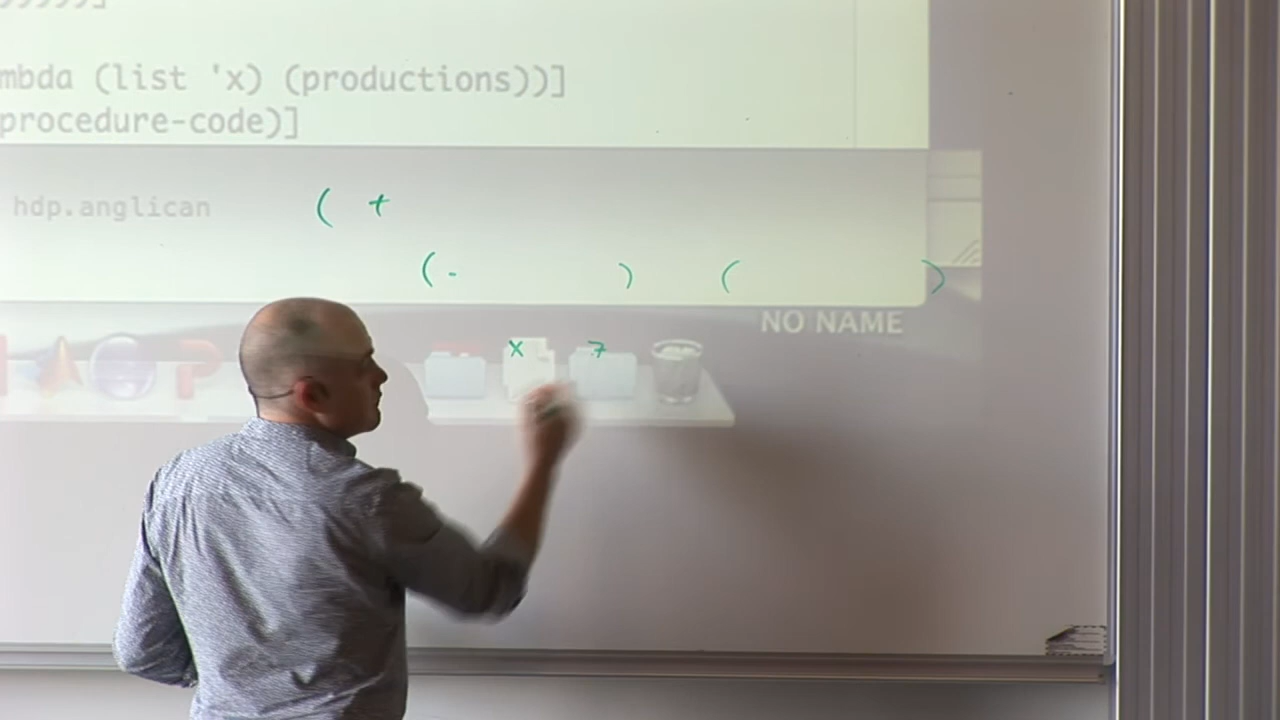 )))))]
mbda (list 'x) (productions))]
procedure-code)]
hdp.anglican
( +
(- ) ( )
NO NAME
x 7